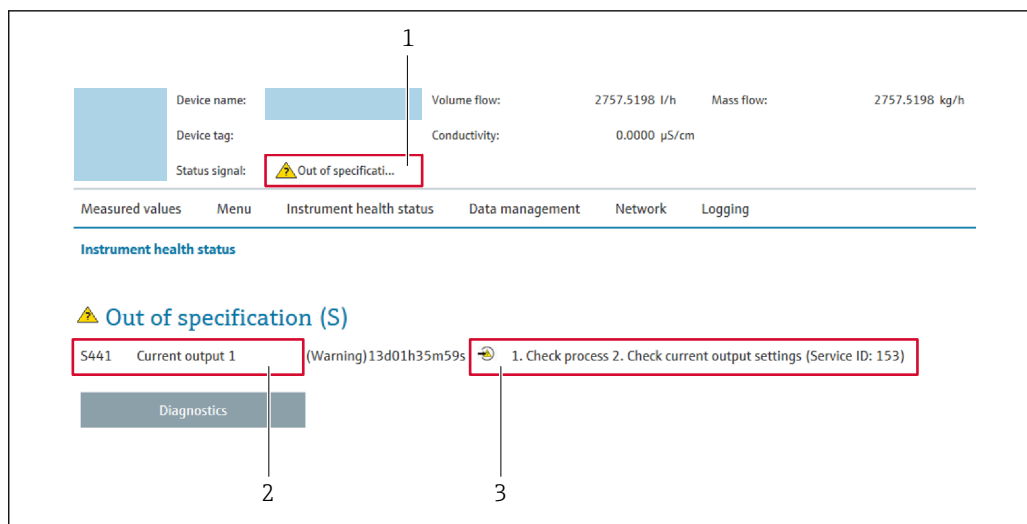 1
Device name: Volume flow: 2757.5198 l/h Mass flow: 2757.5198 kg/h
Device tag: Conductivity: 0.0000 µS/cm
Status signal: Out of specificati...
Measured values Menu Instrument health status Data management Network Logging
Instrument health status
Out of specification (S)
S441 Current output 1 (Warning)13d01h35m59s 1. Check process 2. Check current output settings (Service ID: 153)
Diagnostics
2 3